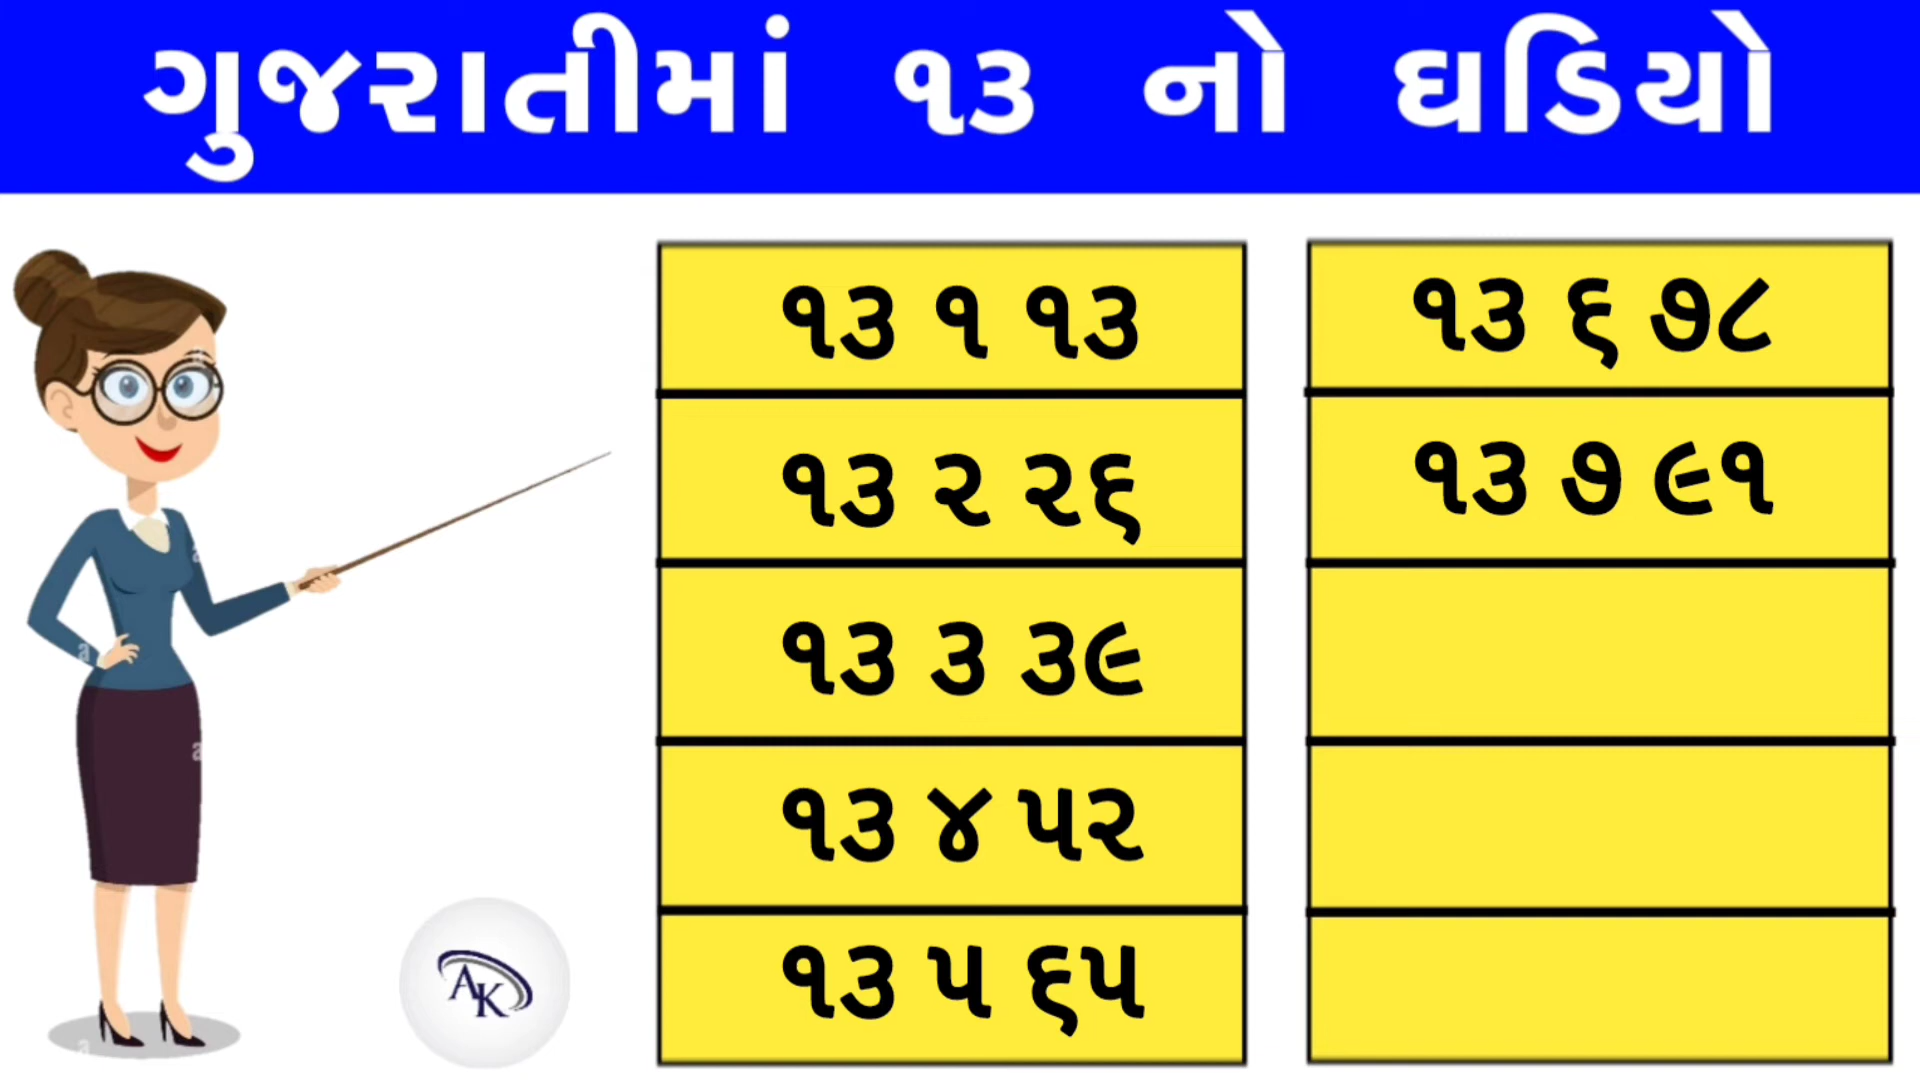 ગુજરાતીમાં ૧૩ નો ઘડિયો
૧૩ ૧ ૧૩
૧૩ ૨ ૨૬
૧૩ ૩ ૩૯
૧૩ ૪ ૫૨
૧૩ ૫ ૬૫
૧૩ ૬ ૭૮
૧૩ ૭ ૯૧
AK